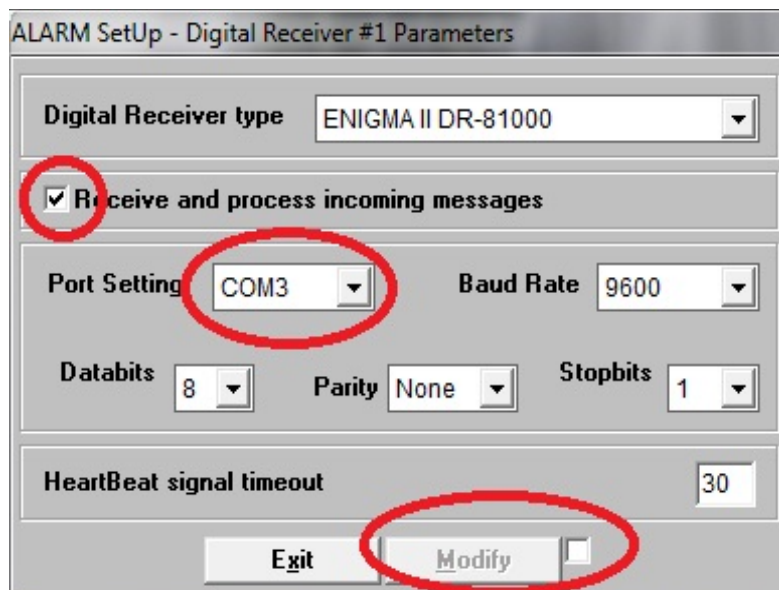 ALARM SetUp - Digital Receiver #1 Parameters
Digital Receiver type ENIGMA II DR-81000
Receive and process incoming messages
Port Setting COM3 Baud Rate 9600
Databits 8 Parity None Stopbits 1
HeartBeat signal timeout 30
Exit Modify